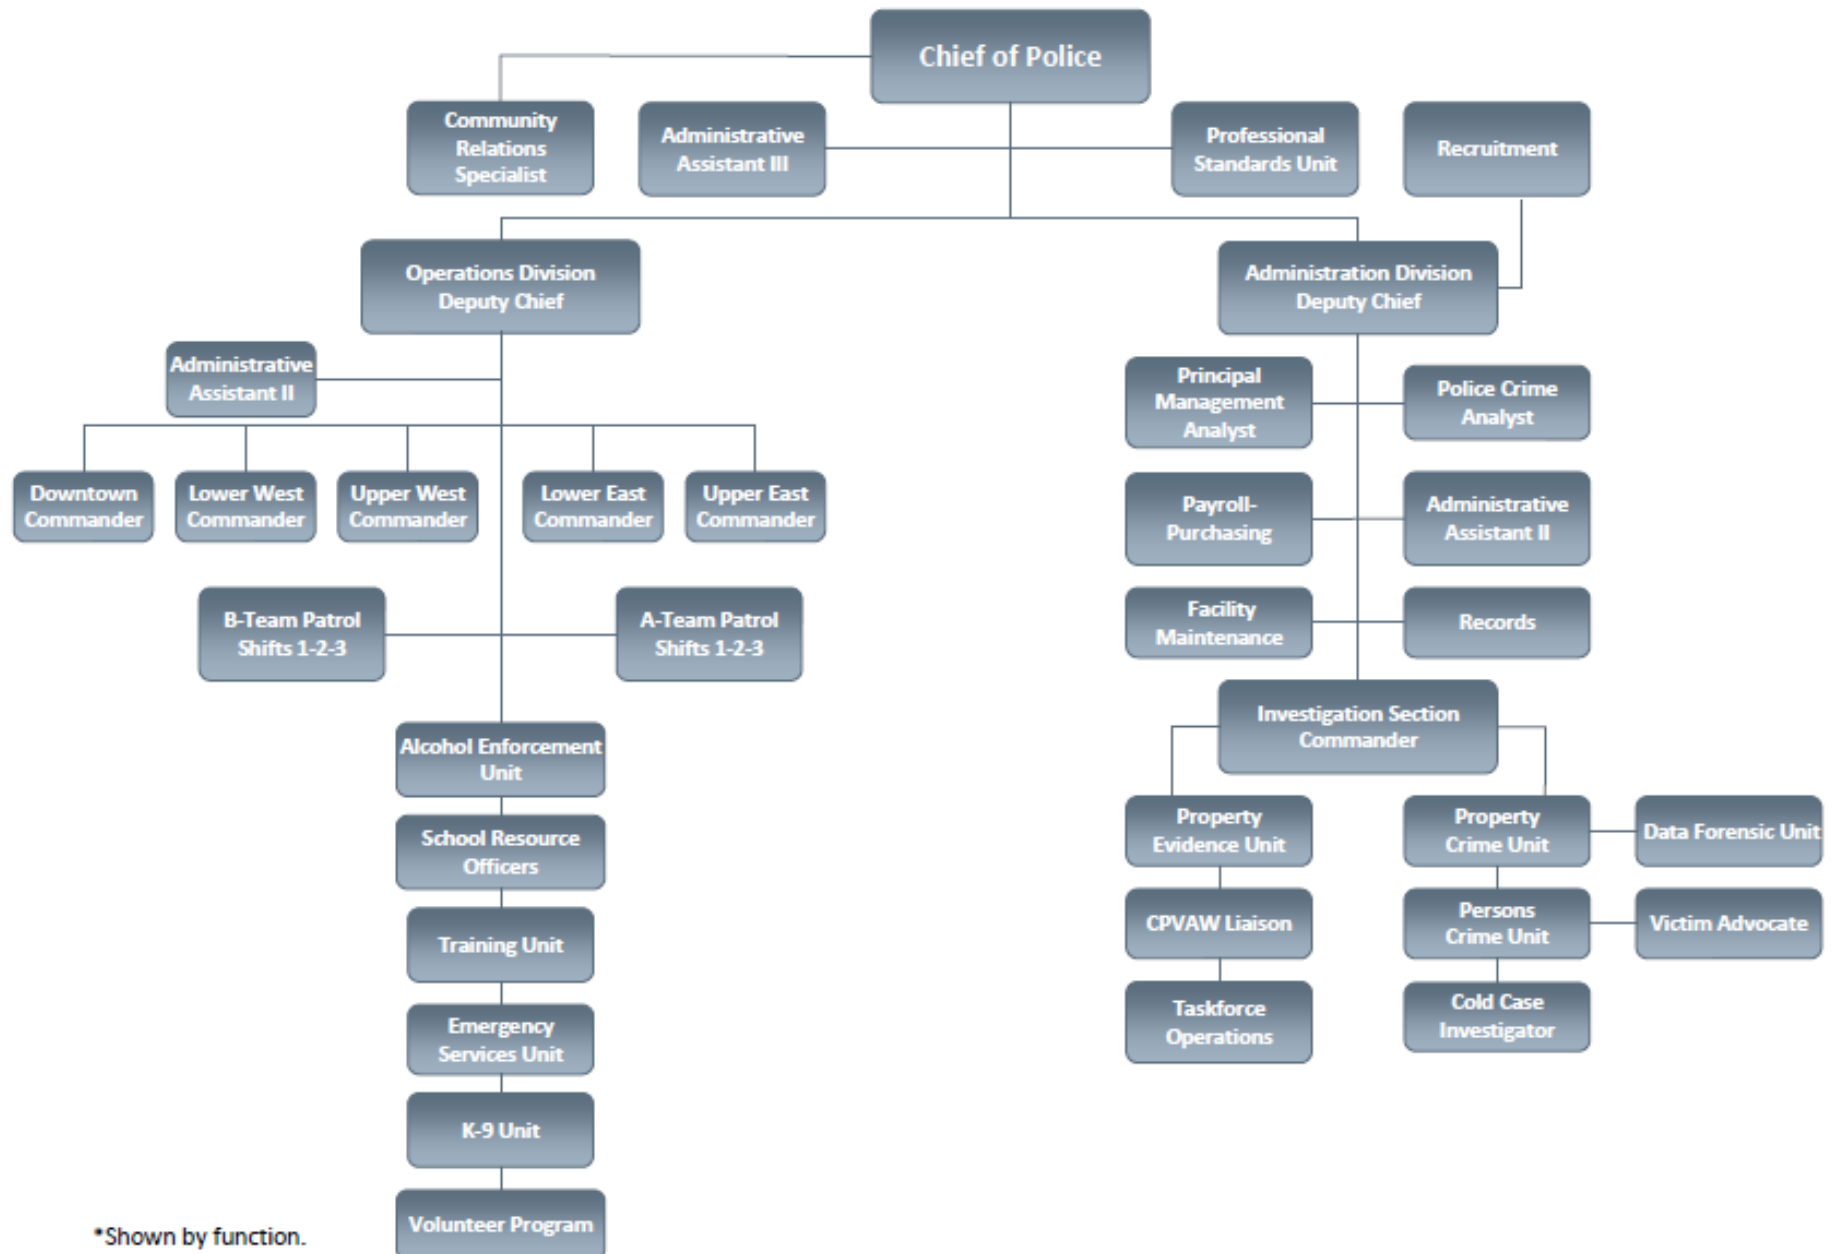 Chief of Police
Community
Relations
Specialist
Administrative
Assistant III
Professional
Standards Unit
Recruitment
Operations Division
Deputy Chief
Administration Division
Deputy Chief
Administrative
Assistant II
Principal
Management
Analyst
Police Crime
Analyst
Downtown
Commander
Lower West
Commander
Upper West
Commander
Lower East
Commander
Upper East
Commander
Payroll-
Purchasing
Administrative
Assistant II
B-Team Patrol
Shifts 1-2-3
A-Team Patrol
Shifts 1-2-3
Facility
Maintenance
Records
Alcohol Enforcement
Unit
Investigation Section
Commander
School Resource
Officers
Property
Evidence Unit
Property
Crime Unit
Data Forensic Unit
Training Unit
CPVAW Liaison
Persons
Crime Unit
Victim Advocate
Emergency
Services Unit
Taskforce
Operations
Cold Case
Investigator
K-9 Unit
Volunteer Program
*Shown by function.